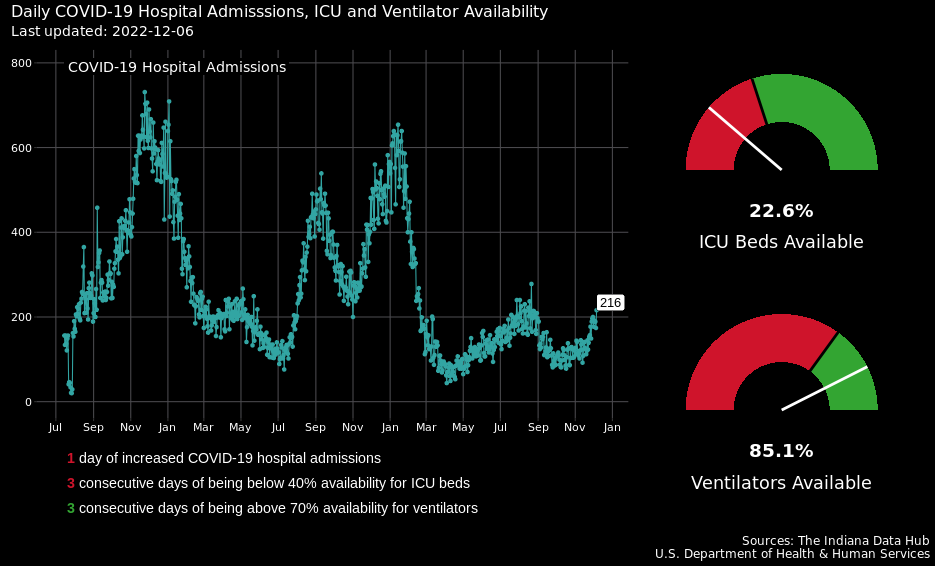 Daily COVID-19 Hospital Admisssions, ICU and Ventilator Availability
Last updated: 2022-12-06
COVID-19 Hospital Admissions
800
600
400
200
0
216
Jul Sep Nov Jan Mar May Jul Sep Nov Jan Mar May Jul Sep Nov Jan
22.6%
ICU Beds Available
85.1%
Ventilators Available
1 day of increased COVID-19 hospital admissions
3 consecutive days of being below 40% availability for ICU beds
3 consecutive days of being above 70% availability for ventilators
Sources: The Indiana Data Hub
U.S. Department of Health & Human Services